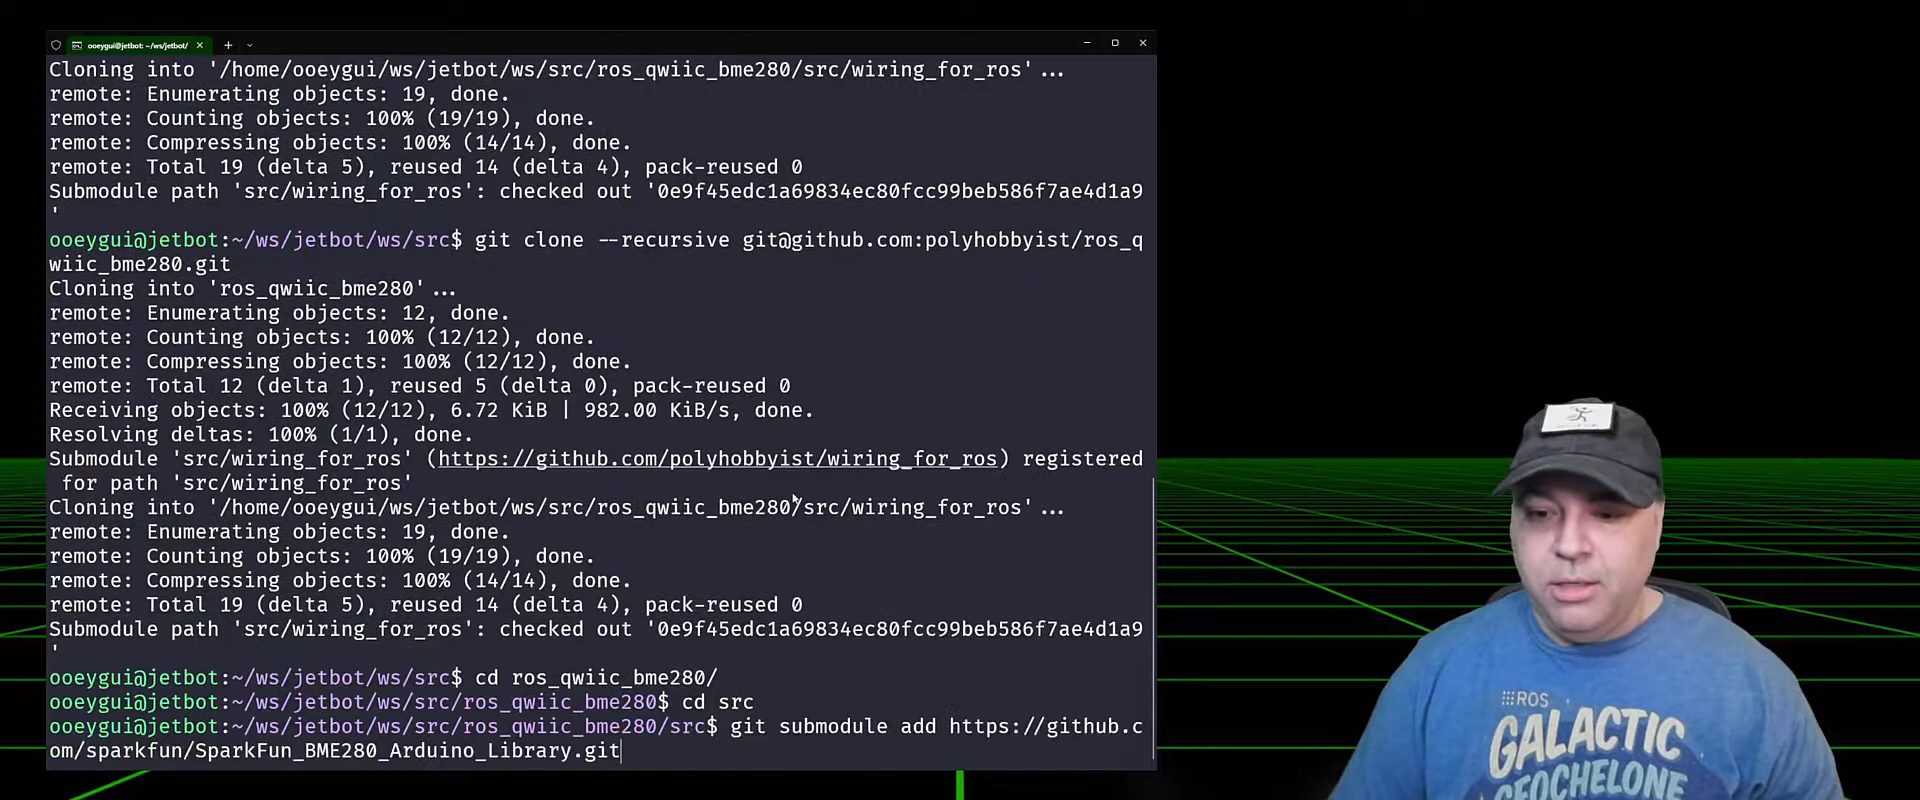 ooeygui@jetbot: ~/ws/jetbot/
Cloning into '/home/ooeygui/ws/jetbot/ws/src/ros_qwiic_bme280/src/wiring_for_ros'...
remote: Enumerating objects: 19, done.
remote: Counting objects: 100% (19/19), done.
remote: Compressing objects: 100% (14/14), done.
remote: Total 19 (delta 5), reused 14 (delta 4), pack-reused 0
Submodule path 'src/wiring_for_ros': checked out '0e9f45edc1a69834ec80fcc99beb586f7ae4d1a9
'
ooeygui@jetbot:~/ws/jetbot/ws/src$ git clone --recursive git@github.com:polyhobbyist/ros_q
wiic_bme280.git
Cloning into 'ros_qwiic_bme280'...
remote: Enumerating objects: 12, done.
remote: Counting objects: 100% (12/12), done.
remote: Compressing objects: 100% (12/12), done.
remote: Total 12 (delta 1), reused 5 (delta 0), pack-reused 0
Receiving objects: 100% (12/12), 6.72 KiB | 982.00 KiB/s, done.
Resolving deltas: 100% (1/1), done.
Submodule 'src/wiring_for_ros' (https://github.com/polyhobbyist/wiring_for_ros) registered
 for path 'src/wiring_for_ros'
Cloning into '/home/ooeygui/ws/jetbot/ws/src/ros_qwiic_bme280/src/wiring_for_ros'...
remote: Enumerating objects: 19, done.
remote: Counting objects: 100% (19/19), done.
remote: Compressing objects: 100% (14/14), done.
remote: Total 19 (delta 5), reused 14 (delta 4), pack-reused 0
Submodule path 'src/wiring_for_ros': checked out '0e9f45edc1a69834ec80fcc99beb586f7ae4d1a9
'
ooeygui@jetbot:~/ws/jetbot/ws/src$ cd ros_qwiic_bme280/
ooeygui@jetbot:~/ws/jetbot/ws/src/ros_qwiic_bme280$ cd src
ooeygui@jetbot:~/ws/jetbot/ws/src/ros_qwiic_bme280/src$ git submodule add https://github.c
om/sparkfun/SparkFun_BME280_Arduino_Library.git
ROS
GALACTIC
GEOCHELONE